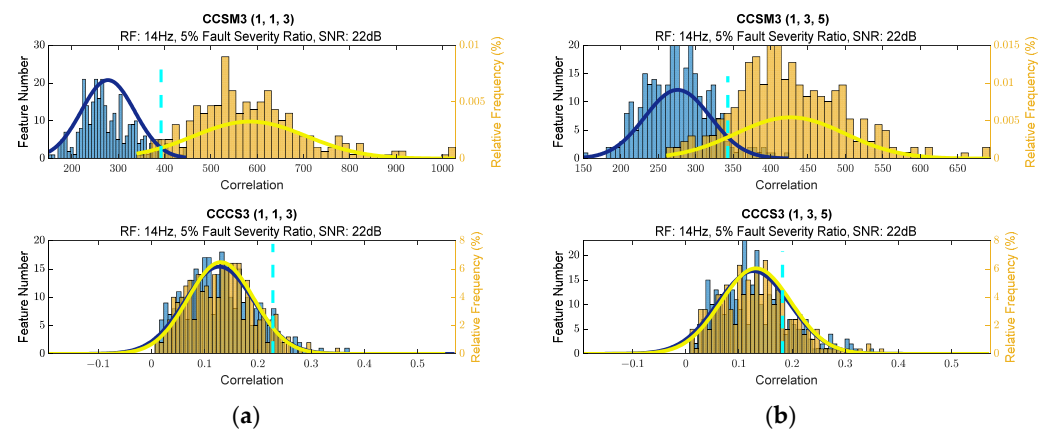 CCSM3 (1, 1, 3)
RF: 14Hz, 5% Fault Severity Ratio, SNR: 22dB
30
20
10
0
Feature Number
0.01
0.005
0
Relative Frequency (%)
200 300 400 500 600 700 800 900 1000
Correlation
CCSM3 (1, 3, 5)
RF: 14Hz, 5% Fault Severity Ratio, SNR: 22dB
20
15
10
5
0
Feature Number
0.015
0.01
0.005
0
Relative Frequency (%)
150 200 250 300 350 400 450 500 550 600 650
Correlation
CCCS3 (1, 1, 3)
RF: 14Hz, 5% Fault Severity Ratio, SNR: 22dB
20
15
10
5
0
Feature Number
8
6
4
2
0
Relative Frequency (%)
−0.1 0 0.1 0.2 0.3 0.4 0.5
Correlation
CCCS3 (1, 3, 5)
RF: 14Hz, 5% Fault Severity Ratio, SNR: 22dB
20
15
10
5
0
Feature Number
8
6
4
2
0
Relative Frequency (%)
−0.1 0 0.1 0.2 0.3 0.4 0.5
Correlation
(a)
(b)